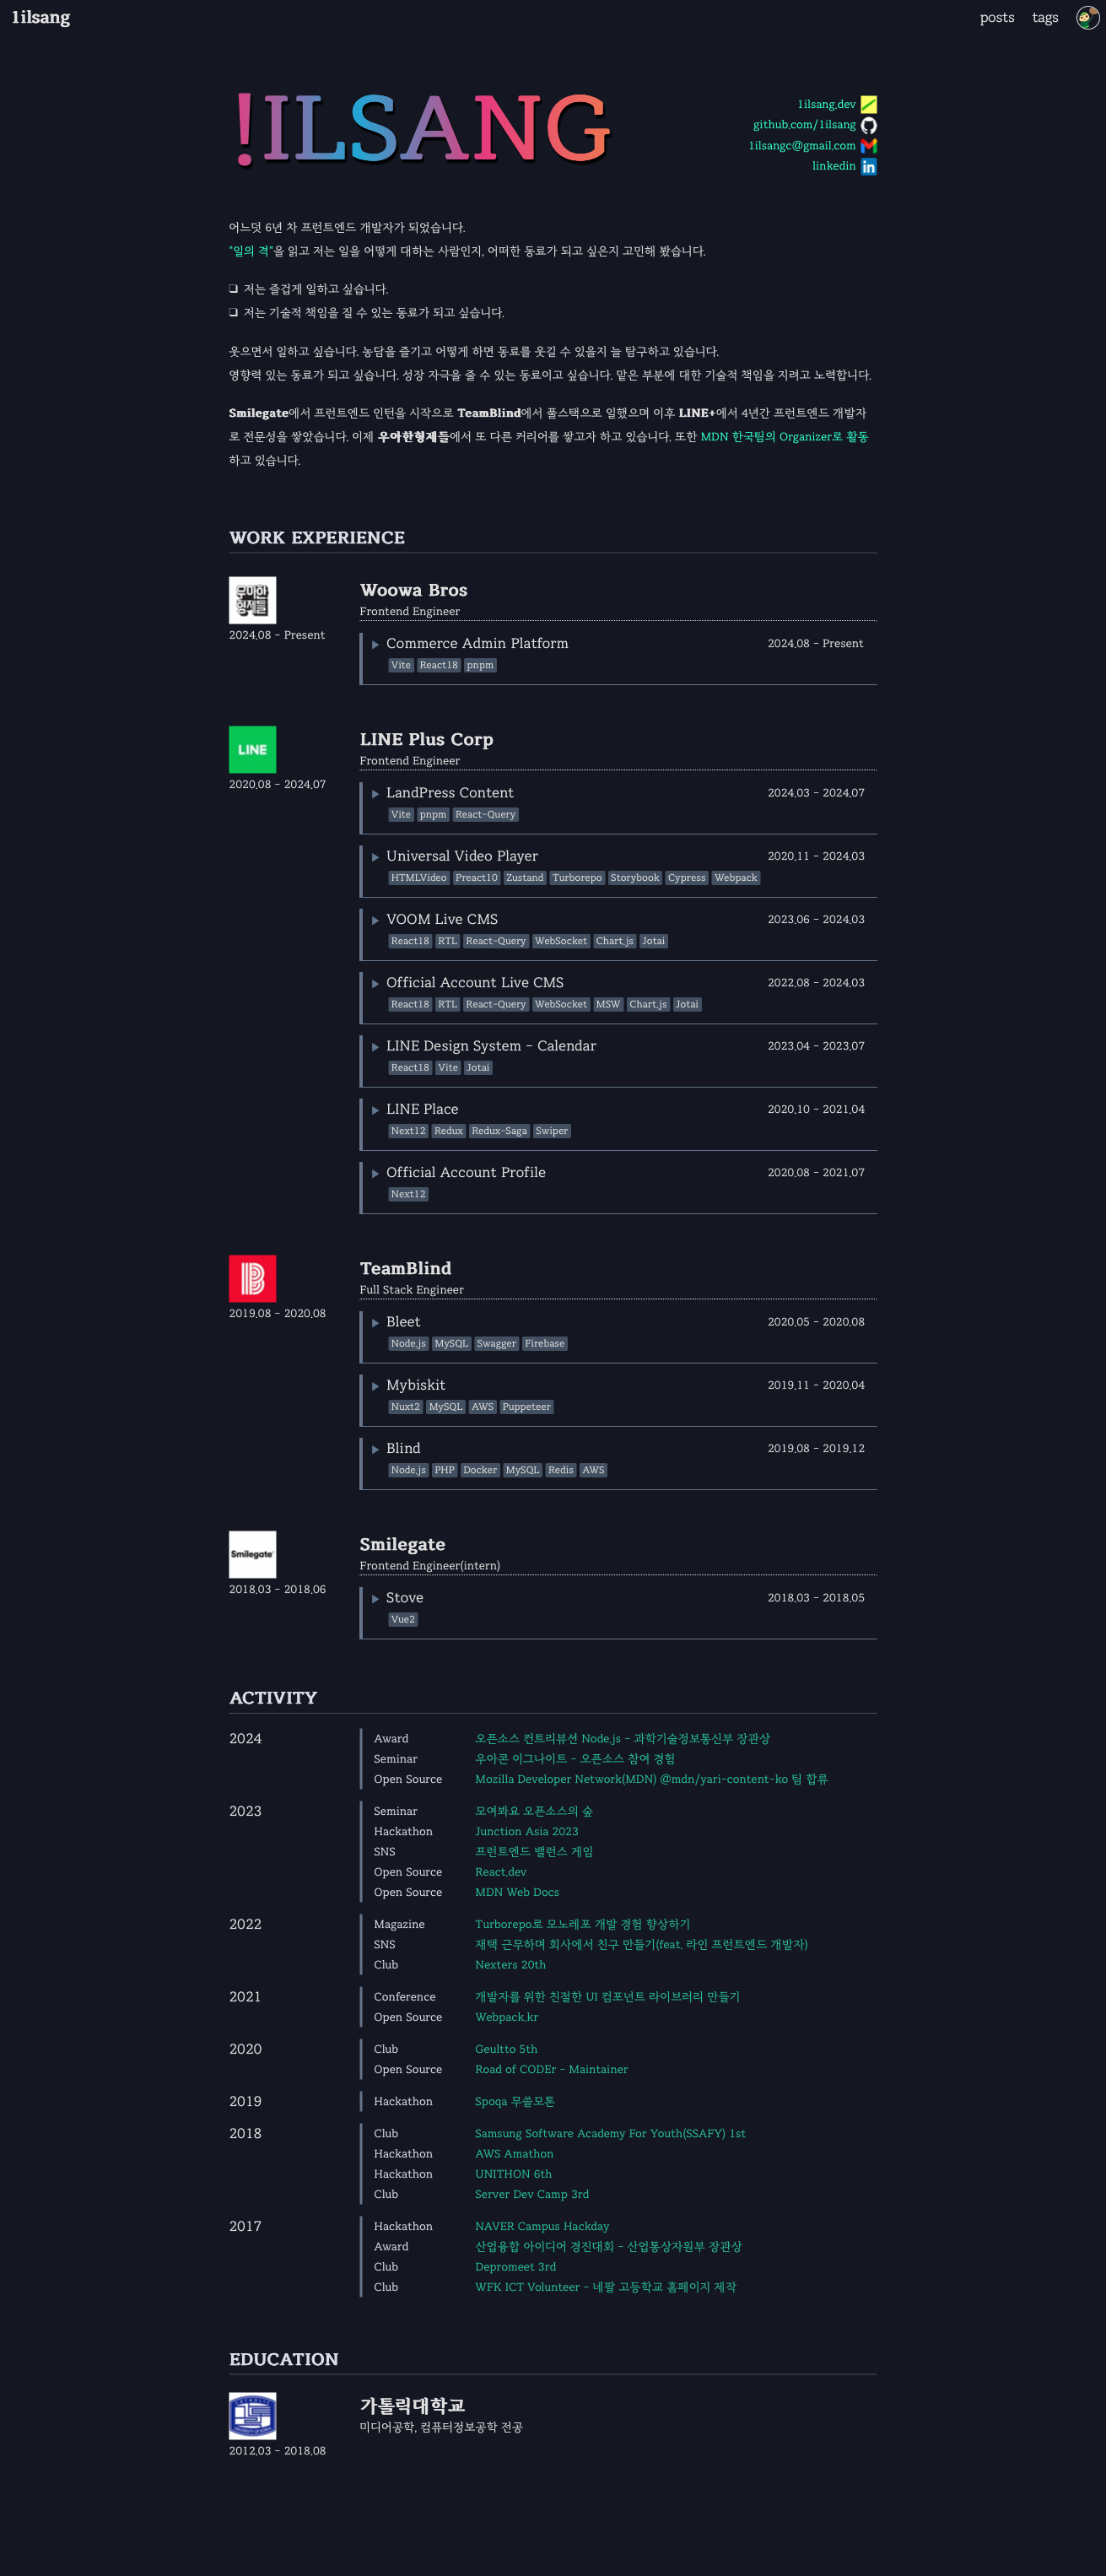 1ilsang
posts tags
!ILSANG
1ilsang.dev
github.com/1ilsang
1ilsangc@gmail.com
linkedin
어느덧 6년 차 프런트엔드 개발자가 되었습니다.
"일의 격"을 읽고 저는 일을 어떻게 대하는 사람인지, 어떠한 동료가 되고 싶은지 고민해 봤습니다.
❏ 저는 즐겁게 일하고 싶습니다.
❏ 저는 기술적 책임을 질 수 있는 동료가 되고 싶습니다.
웃으면서 일하고 싶습니다. 농담을 즐기고 어떻게 하면 동료를 웃길 수 있을지 늘 탐구하고 있습니다.
영향력 있는 동료가 되고 싶습니다. 성장 자극을 줄 수 있는 동료이고 싶습니다. 맡은 부분에 대한 기술적 책임을 지려고 노력합니다.
Smilegate에서 프런트엔드 인턴을 시작으로 TeamBlind에서 풀스택으로 일했으며 이후 LINE+에서 4년간 프런트엔드 개발자
로 전문성을 쌓았습니다. 이제 우아한형제들에서 또 다른 커리어를 쌓고자 하고 있습니다. 또한 MDN 한국팀의 Organizer로 활동
하고 있습니다.
WORK EXPERIENCE
우아한
형제들
2024.08 - Present
Woowa Bros
Frontend Engineer
Commerce Admin Platform 2024.08 - Present
Vite React18 pnpm
LINE
2020.08 - 2024.07
LINE Plus Corp
Frontend Engineer
LandPress Content 2024.03 - 2024.07
Vite pnpm React-Query
Universal Video Player 2020.11 - 2024.03
HTMLVideo Preact10 Zustand Turborepo Storybook Cypress Webpack
VOOM Live CMS 2023.06 - 2024.03
React18 RTL React-Query WebSocket Chart.js Jotai
Official Account Live CMS 2022.08 - 2024.03
React18 RTL React-Query WebSocket MSW Chart.js Jotai
LINE Design System - Calendar 2023.04 - 2023.07
React18 Vite Jotai
LINE Place 2020.10 - 2021.04
Next12 Redux Redux-Saga Swiper
Official Account Profile 2020.08 - 2021.07
Next12
2019.08 - 2020.08
TeamBlind
Full Stack Engineer
Bleet 2020.05 - 2020.08
Node.js MySQL Swagger Firebase
Mybiskit 2019.11 - 2020.04
Nuxt2 MySQL AWS Puppeteer
Blind 2019.08 - 2019.12
Node.js PHP Docker MySQL Redis AWS
Smilegate
2018.03 - 2018.06
Smilegate
Frontend Engineer(intern)
Stove 2018.03 - 2018.05
Vue2
ACTIVITY
2024 Award 오픈소스 컨트리뷰션 Node.js - 과학기술정보통신부 장관상
Seminar 우아콘 이그나이트 - 오픈소스 참여 경험
Open Source Mozilla Developer Network(MDN) @mdn/yari-content-ko 팀 합류
2023 Seminar 모여봐요 오픈소스의 숲
Hackathon Junction Asia 2023
SNS 프런트엔드 밸런스 게임
Open Source React.dev
Open Source MDN Web Docs
2022 Magazine Turborepo로 모노레포 개발 경험 향상하기
SNS 재택 근무하며 회사에서 친구 만들기(feat. 라인 프런트엔드 개발자)
Club Nexters 20th
2021 Conference 개발자를 위한 친절한 UI 컴포넌트 라이브러리 만들기
Open Source Webpack.kr
2020 Club Geultto 5th
Open Source Road of CODEr - Maintainer
2019 Hackathon Spoqa 무쓸모톤
2018 Club Samsung Software Academy For Youth(SSAFY) 1st
Hackathon AWS Amathon
Hackathon UNITHON 6th
Club Server Dev Camp 3rd
2017 Hackathon NAVER Campus Hackday
Award 산업융합 아이디어 경진대회 - 산업통상자원부 장관상
Club Depromeet 3rd
Club WFK ICT Volunteer - 네팔 고등학교 홈페이지 제작
EDUCATION
2012.03 - 2018.08
가톨릭대학교
미디어공학, 컴퓨터정보공학 전공